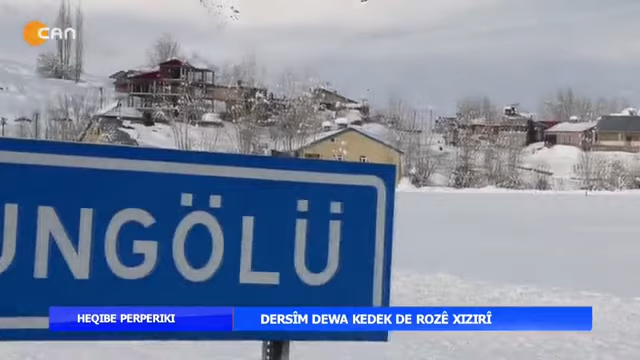 CAN
UNGÖLÜ
HEQIBE PERPERIKI
DERSÎM DEWA KEDEK DE ROZÊ XIZIRÎ